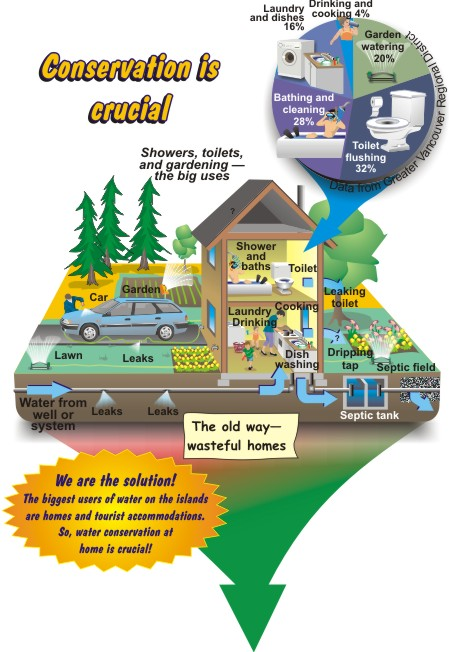 Conservation is
crucial
Laundry
and dishes
16%
Drinking and
cooking 4%
Garden
watering
20%
Bathing and
cleaning
28%
Toilet
flushing
32%
Data from Greater Vancouver Regional District
Showers, toilets,
and gardening —
the big uses
?
Shower
and
baths
Toilet
Garden
Car
Leaking
toilet
Laundry
Drinking
Cooking
?
Lawn
Leaks
Dish
washing
Dripping
tap
Septic field
Water from
well or
system
Leaks
Leaks
Septic tank
The old way—
wasteful homes
We are the solution!
The biggest users of water on the islands
are homes and tourist accommodations.
So, water conservation at
home is crucial!